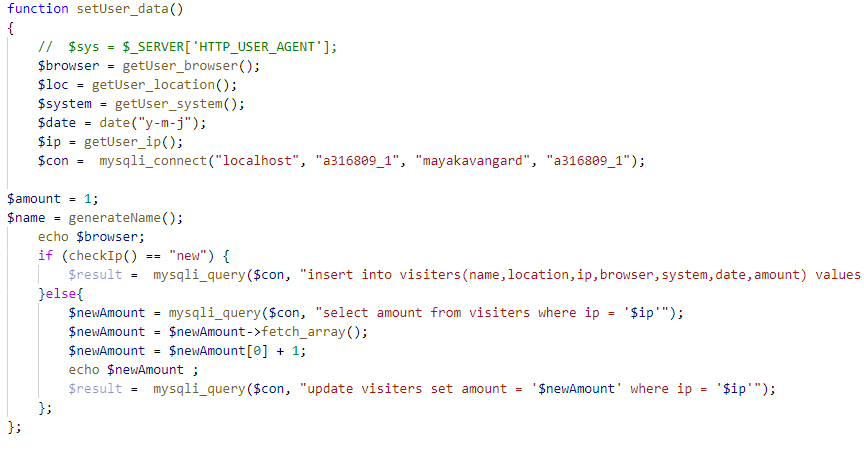 function setUser_data()
{
    //  $sys = $_SERVER['HTTP_USER_AGENT'];
    $browser = getUser_browser();
    $loc = getUser_location();
    $system = getUser_system();
    $date = date("y-m-j");
    $ip = getUser_ip();
    $con =  mysqli_connect("localhost", "a316809_1", "mayakavangard", "a316809_1");

$amount = 1;
$name = generateName();
    echo $browser;
    if (checkIp() == "new") {
        $result =  mysqli_query($con, "insert into visiters(name,location,ip,browser,system,date,amount) values
    }else{
        $newAmount = mysqli_query($con, "select amount from visiters where ip = '$ip'");
        $newAmount = $newAmount->fetch_array();
        $newAmount = $newAmount[0] + 1;
        echo $newAmount ;
        $result =  mysqli_query($con, "update visiters set amount = '$newAmount' where ip = '$ip'");
    };
};